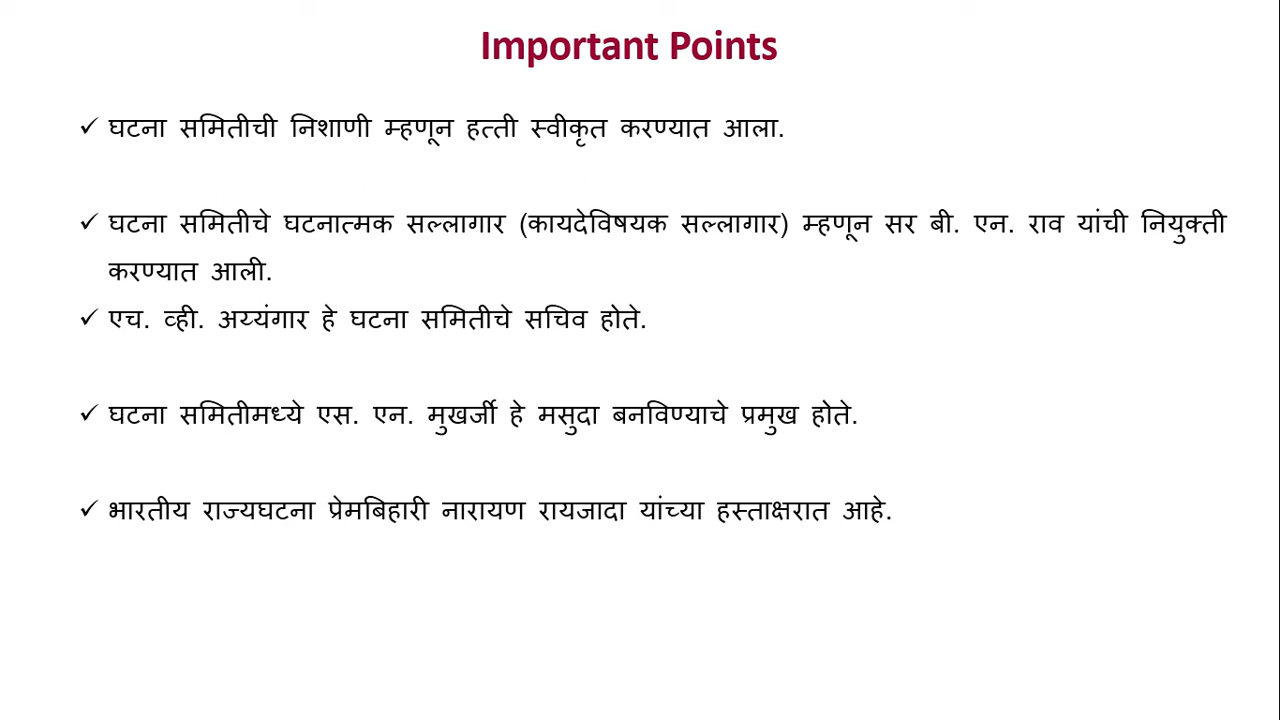 Important Points
✓ घटना समितीची निशाणी म्हणून हत्ती स्वीकृत करण्यात आला.
✓ घटना समितीचे घटनात्मक सल्लागार (कायदेविषयक सल्लागार) म्हणून सर बी. एन. राव यांची नियुक्ती
करण्यात आली.
✓ एच. व्ही. अय्यंगार हे घटना समितीचे सचिव होते.
✓ घटना समितीमध्ये एस. एन. मुखर्जी हे मसुदा बनविण्याचे प्रमुख होते.
✓ भारतीय राज्यघटना प्रेमबिहारी नारायण रायजादा यांच्या हस्ताक्षरात आहे.